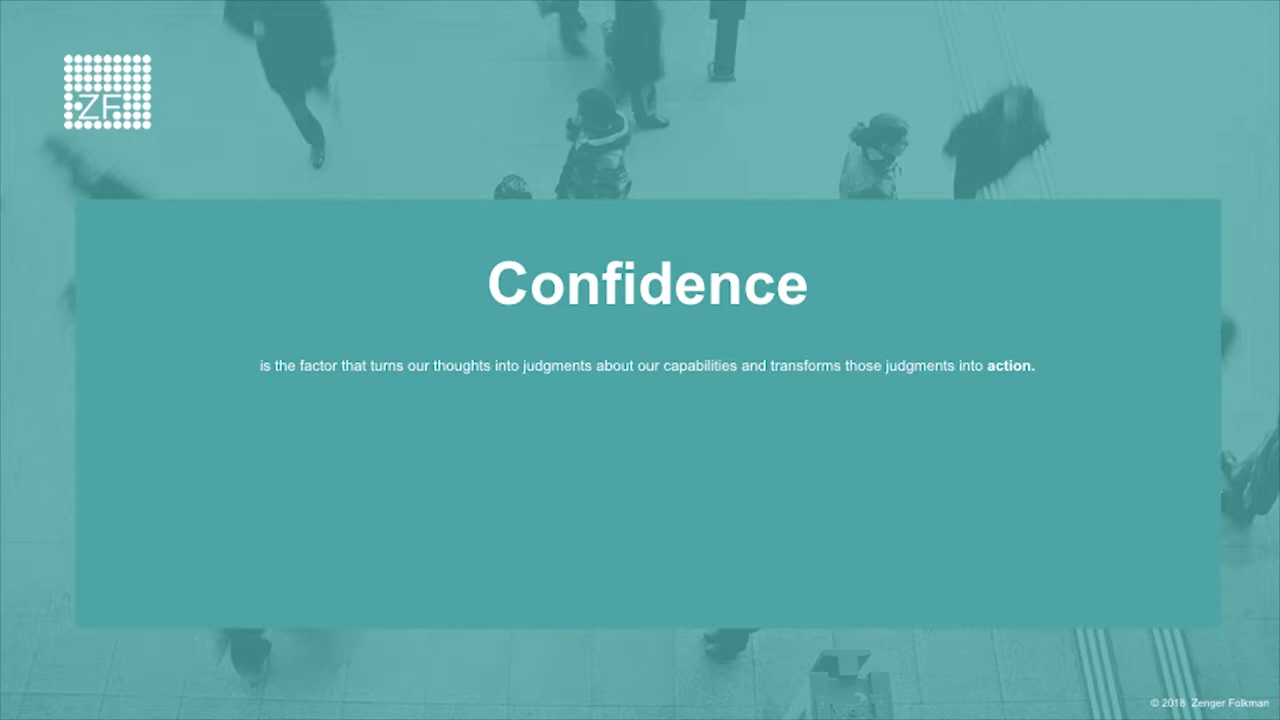 ZF
Confidence
is the factor that turns our thoughts into judgments about our capabilities and transforms those judgments into action.
© 2018 Zenger Folkman